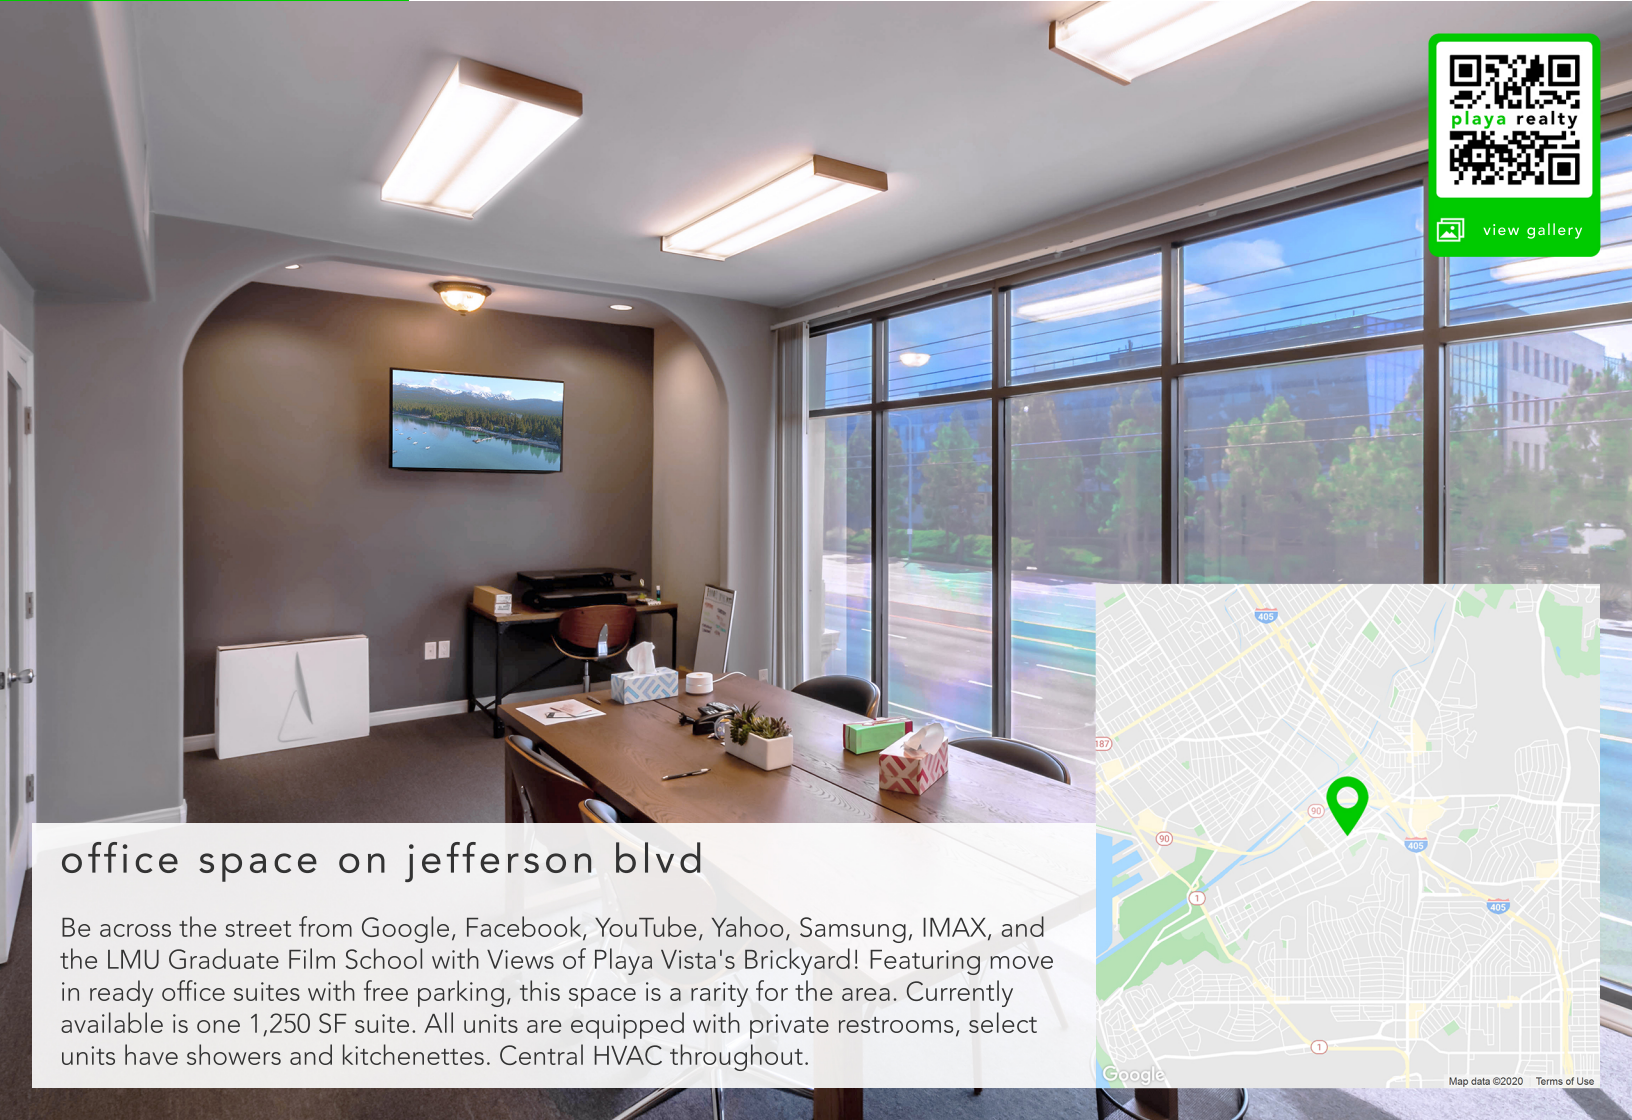 playa realty
view gallery
405
187
90
90
405
1
405
1
office space on jefferson blvd
Be across the street from Google, Facebook, YouTube, Yahoo, Samsung, IMAX, and
the LMU Graduate Film School with Views of Playa Vista's Brickyard! Featuring move
in ready office suites with free parking, this space is a rarity for the area. Currently
available is one 1,250 SF suite. All units are equipped with private restrooms, select
units have showers and kitchenettes. Central HVAC throughout.
Google
Map data ©2020 Terms of Use